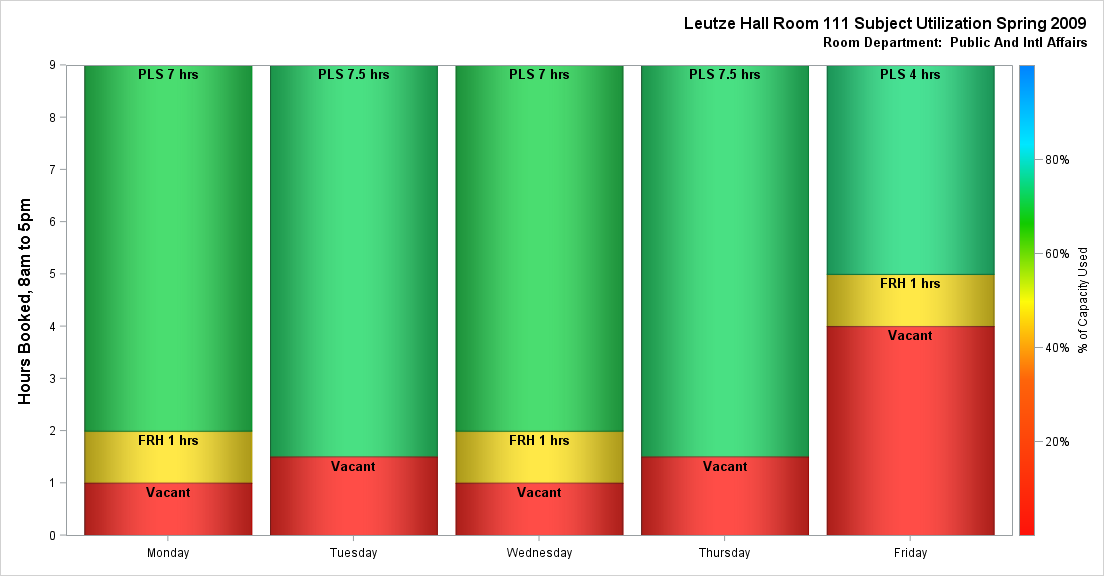 Leutze Hall Room 111 Subject Utilization Spring 2009
Room Department:  Public And Intl Affairs
Hours Booked, 8am to 5pm
9
8
7
6
5
4
3
2
1
0
PLS 7 hrs
FRH 1 hrs
Vacant
PLS 7.5 hrs
Vacant
PLS 7 hrs
FRH 1 hrs
Vacant
PLS 7.5 hrs
Vacant
PLS 4 hrs
FRH 1 hrs
Vacant
Monday
Tuesday
Wednesday
Thursday
Friday
80%
60%
40%
20%
% of Capacity Used